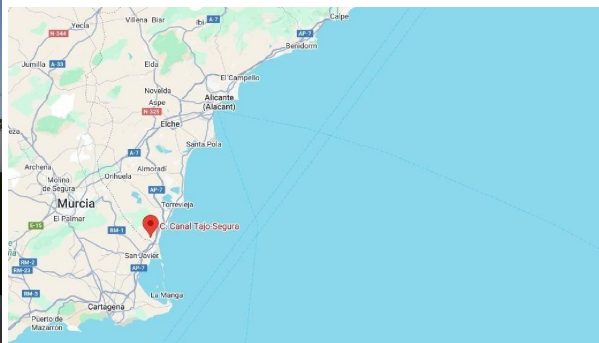 Calpe
Yecla
Villena
Biar
Ibi
A-7
N-344
AP-7
Benidorm
Jumilla
A-33
Elda
El Campello
Novelda
Alicante
(Alacant)
Aspe
N-325
Elche
Santa Pola
A-7
Archena
Almoradí
Orihuela
Molina
de Segura
AP-7
Murcia
Torrevieja
El Palmar
C. Canal Tajo-Segura
E-15
RM-1
San Javier
RM-2
AP-7
RM-23
RM-3
La Manga
Cartagena
Puerto de
Mazarrón